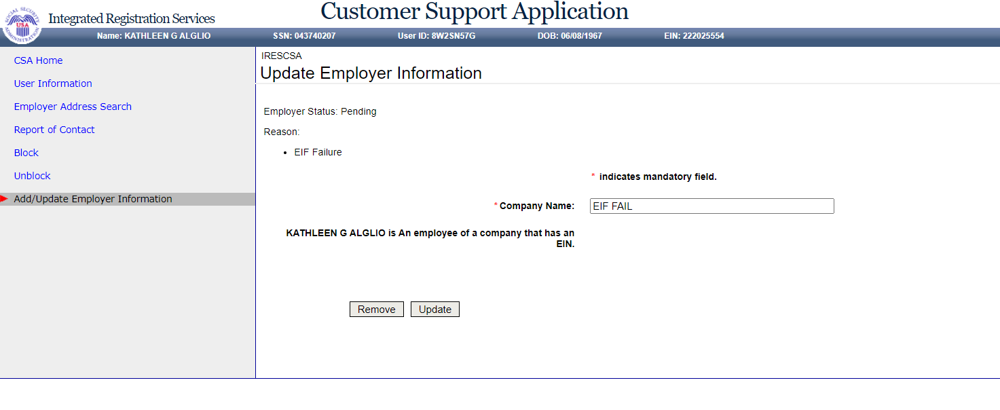 Customer Support Application
SOCIAL SECURITY ADMINISTRATION
USA
Integrated Registration Services
Name: KATHLEEN G ALGLIO SSN: 043740207 User ID: 8W2SN57G DOB: 06/08/1967 EIN: 222025554
CSA Home
User Information
Employer Address Search
Report of Contact
Block
Unblock
Add/Update Employer Information
IRESCSA
Update Employer Information
Employer Status: Pending
Reason:
• EIF Failure
* indicates mandatory field.
*Company Name: EIF FAIL
KATHLEEN G ALGLIO is An employee of a company that has an
EIN.
Remove Update